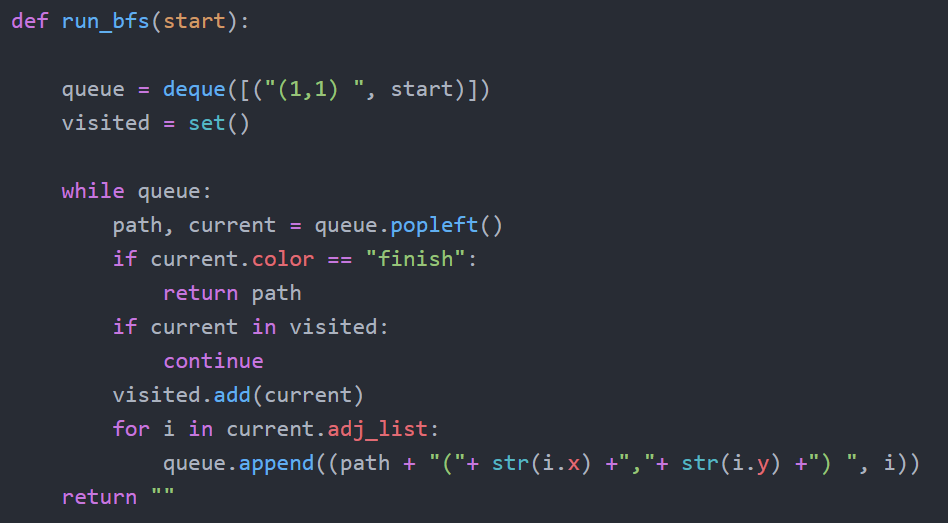 def run_bfs(start):
    queue = deque([("(1,1) ", start)])
    visited = set()
    while queue:
        path, current = queue.popleft()
        if current.color == "finish":
            return path
        if current in visited:
            continue
        visited.add(current)
        for i in current.adj_list:
            queue.append((path + "("+ str(i.x) +","+ str(i.y) +") ", i))
    return ""